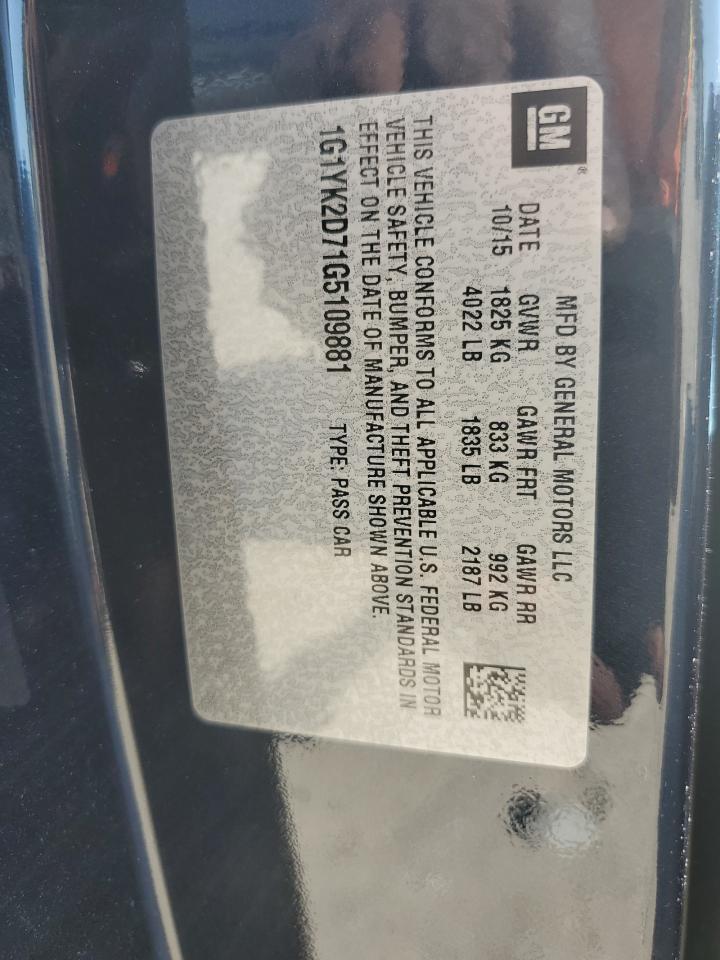 GM®
MFD BY GENERAL MOTORS LLC
DATE GVWR GAWR FRT GAWR RR
10/15 1825 KG 833 KG 992 KG
4022 LB 1835 LB 2187 LB
THIS VEHICLE CONFORMS TO ALL APPLICABLE U.S. FEDERAL MOTOR
VEHICLE SAFETY, BUMPER, AND THEFT PREVENTION STANDARDS IN
EFFECT ON THE DATE OF MANUFACTURE SHOWN ABOVE.
1G1YK2D71G5109881 TYPE: PASS CAR